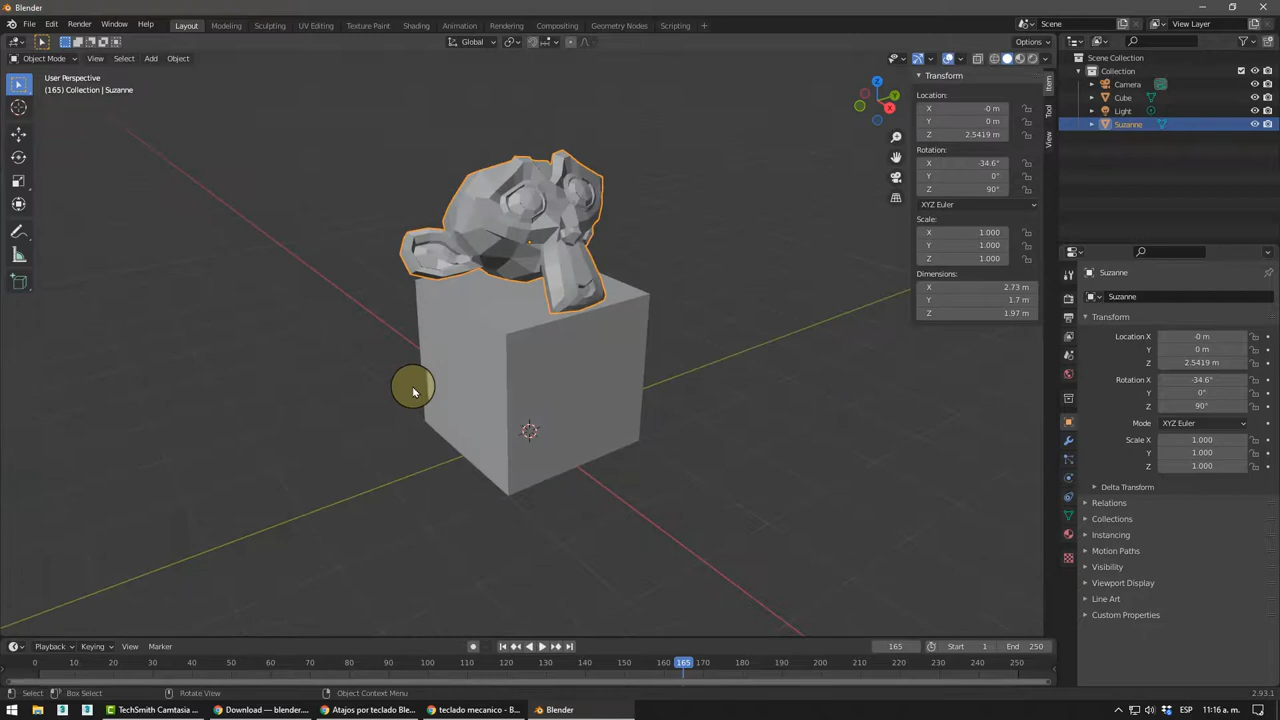 Blender
File Edit Render Window Help Layout Modeling Sculpting UV Editing Texture Paint Shading Animation Rendering Compositing Geometry Nodes Scripting + Scene View Layer
Global Options
Object Mode View Select Add Object
User Perspective
(165) Collection | Suzanne
Z
Y
X
Transform
Location:
X -0 m
Y 0 m
Z 2.5419 m
Rotation:
X -34.6°
Y 0°
Z 90°
XYZ Euler
Scale:
X 1.000
Y 1.000
Z 1.000
Dimensions:
X 2.73 m
Y 1.7 m
Z 1.97 m
Item
Tool
View
Scene Collection
Collection
Camera
Cube
Light
Suzanne
Suzanne
Suzanne
Transform
Location X -0 m
Y 0 m
Z 2.5419 m
Rotation X -34.6°
Y 0°
Z 90°
Mode XYZ Euler
Scale X 1.000
Y 1.000
Z 1.000
Delta Transform
Relations
Collections
Instancing
Motion Paths
Visibility
Viewport Display
Line Art
Custom Properties
Playback Keying View Marker 165 Start 1 End 250
0 10 20 30 40 50 60 70 80 90 100 110 120 130 140 150 165 170 180 190 200 210 220 230 240 250
Select Box Select Rotate View Object Context Menu 2.93.1
TechSmith Camtasia ... Download — blender... Atajos por teclado Ble... teclado mecanico - B... Blender ESP 11:16 a. m.